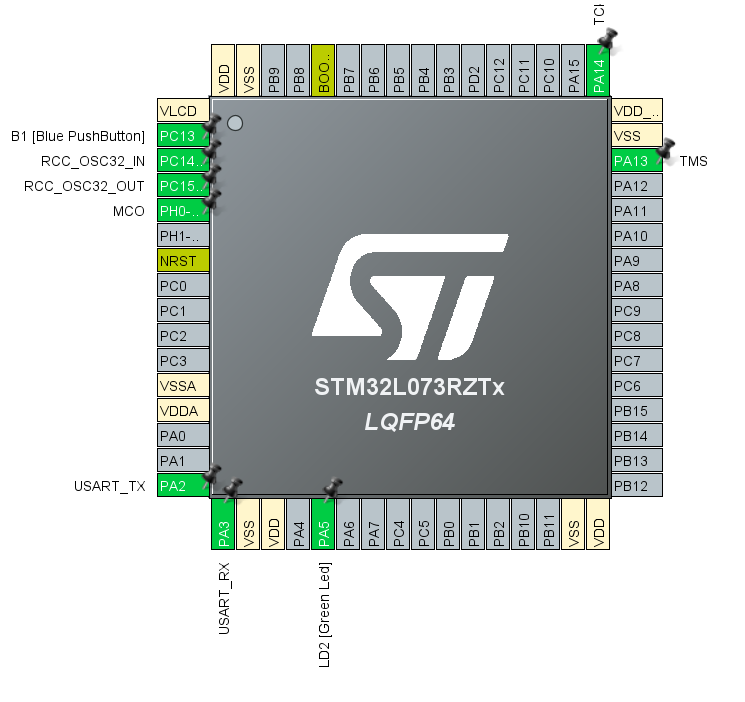 TCK
VDD
VSS
PB9
PB8
BOO..
PB7
PB6
PB5
PB4
PB3
PD2
PC12
PC11
PC10
PA15
PA14
VLCD
B1 [Blue PushButton] PC13
RCC_OSC32_IN PC14..
RCC_OSC32_OUT PC15..
MCO PH0-..
PH1-..
NRST
PC0
PC1
PC2
PC3
VSSA
VDDA
PA0
PA1
USART_TX PA2
VDD_..
VSS
PA13 TMS
PA12
PA11
PA10
PA9
PA8
PC9
PC8
PC7
PC6
PB15
PB14
PB13
PB12
ST
STM32L073RZTx
LQFP64
PA3
VSS
VDD
PA4
PA5
PA6
PA7
PC4
PC5
PB0
PB1
PB2
PB10
PB11
VSS
VDD
USART_RX
LD2 [Green Led]